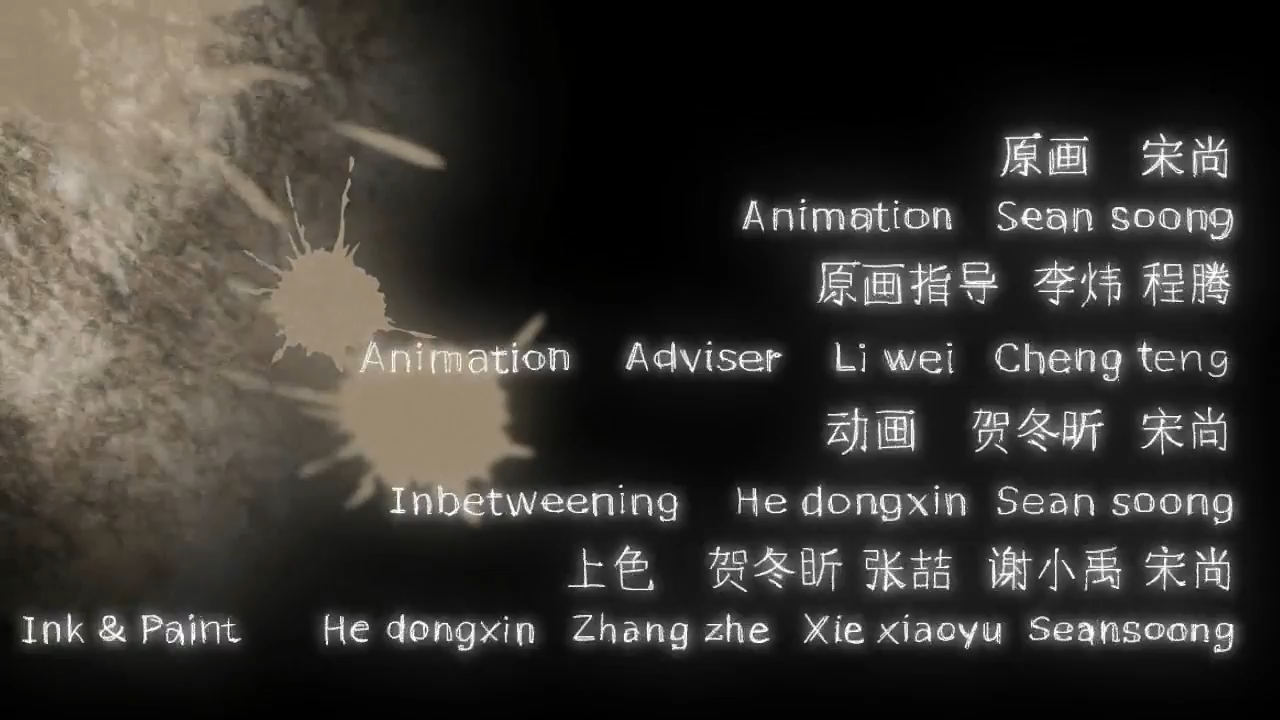 原画 宋尚
Animation Sean soong
原画指导 李炜 程腾
Animation Adviser Li wei Cheng teng
动画 贺冬昕 宋尚
Inbetweening He dongxin Sean soong
上色 贺冬昕 张喆 谢小禹 宋尚
Ink & Paint He dongxin Zhang zhe Xie xiaoyu Seansoong